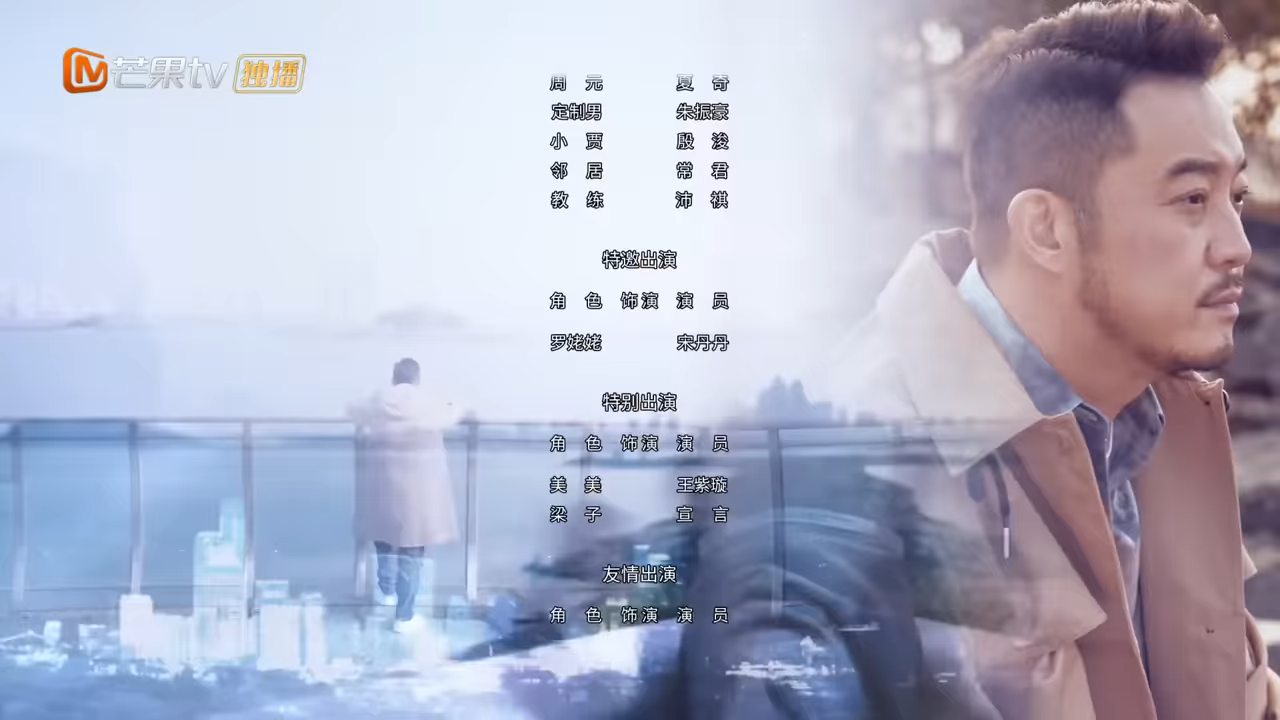 芒果tv 独播
周 元 夏 奇
定制男 朱振豪
小 贾 殷 浚
邻 居 常 君
教 练 沛 祺
特邀出演
角 色 饰演 演 员
罗姥姥 宋丹丹
特别出演
角 色 饰演 演 员
美 美 王紫璇
梁 子 宣 言
友情出演
角 色 饰演 演 员